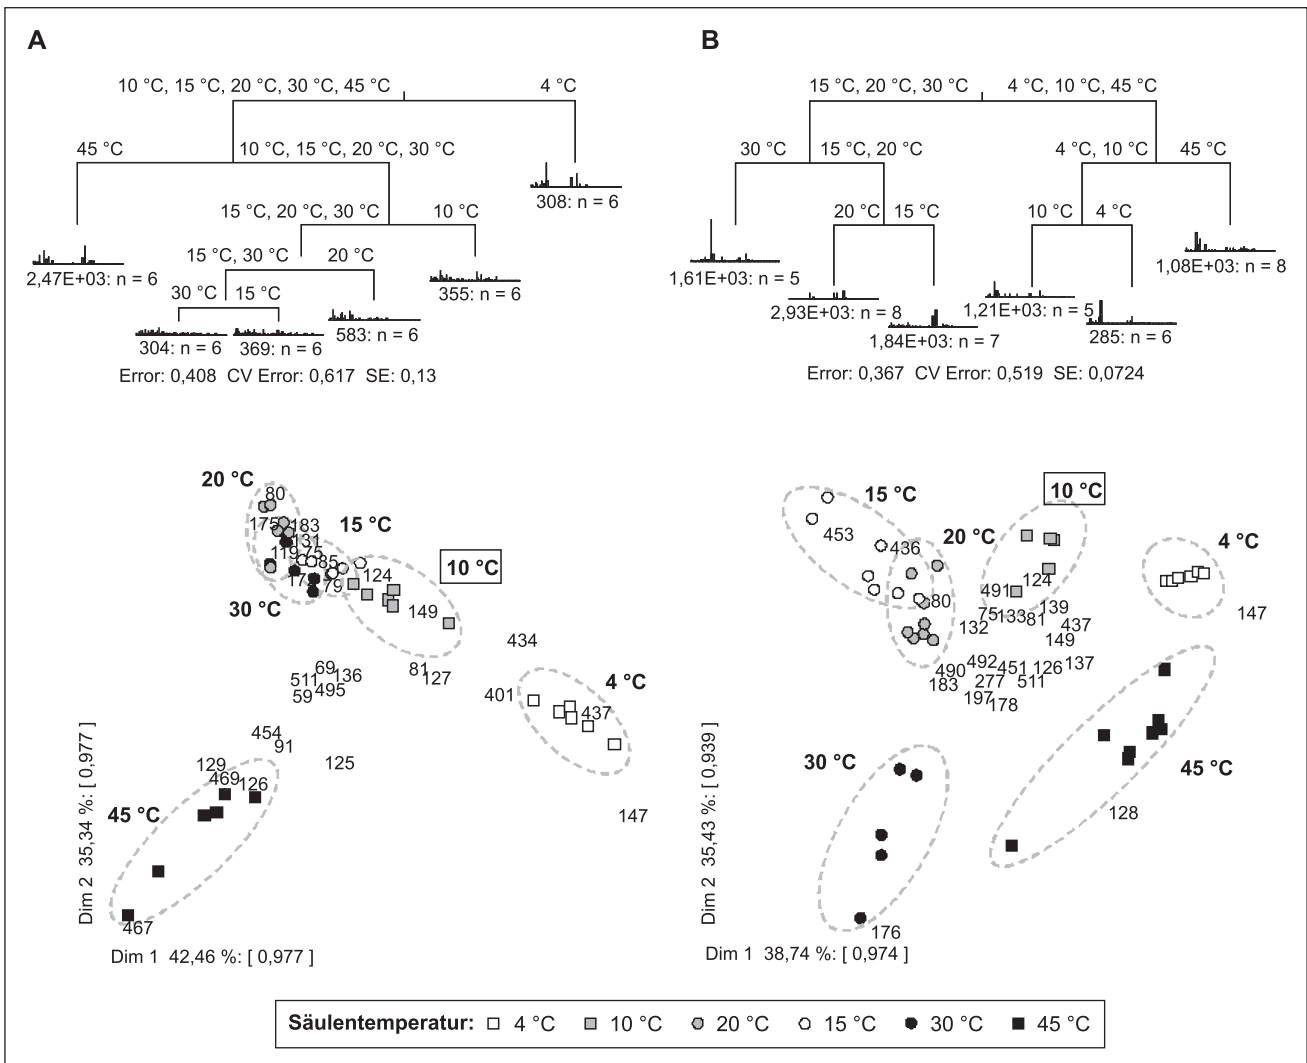 A
10 °C, 15 °C, 20 °C, 30 °C, 45 °C
4 °C
45 °C
10 °C, 15 °C, 20 °C, 30 °C
308: n = 6
15 °C, 20 °C, 30 °C
10 °C
15 °C, 30 °C
20 °C
2,47E+03: n = 6
355: n = 6
30 °C
15 °C
583: n = 6
304: n = 6
369: n = 6
Error: 0,408 CV Error: 0,617 SE: 0,13
B
15 °C, 20 °C, 30 °C
4 °C, 10 °C, 45 °C
30 °C
15 °C, 20 °C
4 °C, 10 °C
45 °C
20 °C
15 °C
10 °C
4 °C
1,61E+03: n = 5
1,08E+03: n = 8
2,93E+03: n = 8
1,21E+03: n = 5
1,84E+03: n = 7
285: n = 6
Error: 0,367 CV Error: 0,519 SE: 0,0724
20 °C
80
175
183
131
15 °C
119
75
85
79
124
10 °C
30 °C
149
434
69
511
136
59
495
81
127
401
4 °C
437
454
91
125
129
469
126
45 °C
147
467
Dim 2 35,34 %: [ 0,977 ]
Dim 1 42,46 %: [ 0,977 ]
15 °C
10 °C
453
436
20 °C
4 °C
124
491
80
139
147
75
133
81
132
437
149
490
492
451
126
137
183
277
511
197
178
30 °C
45 °C
128
176
Dim 2 35,43 %: [ 0,939 ]
Dim 1 38,74 %: [ 0,974 ]
Säulentemperatur: 4 °C 10 °C 20 °C 15 °C 30 °C 45 °C